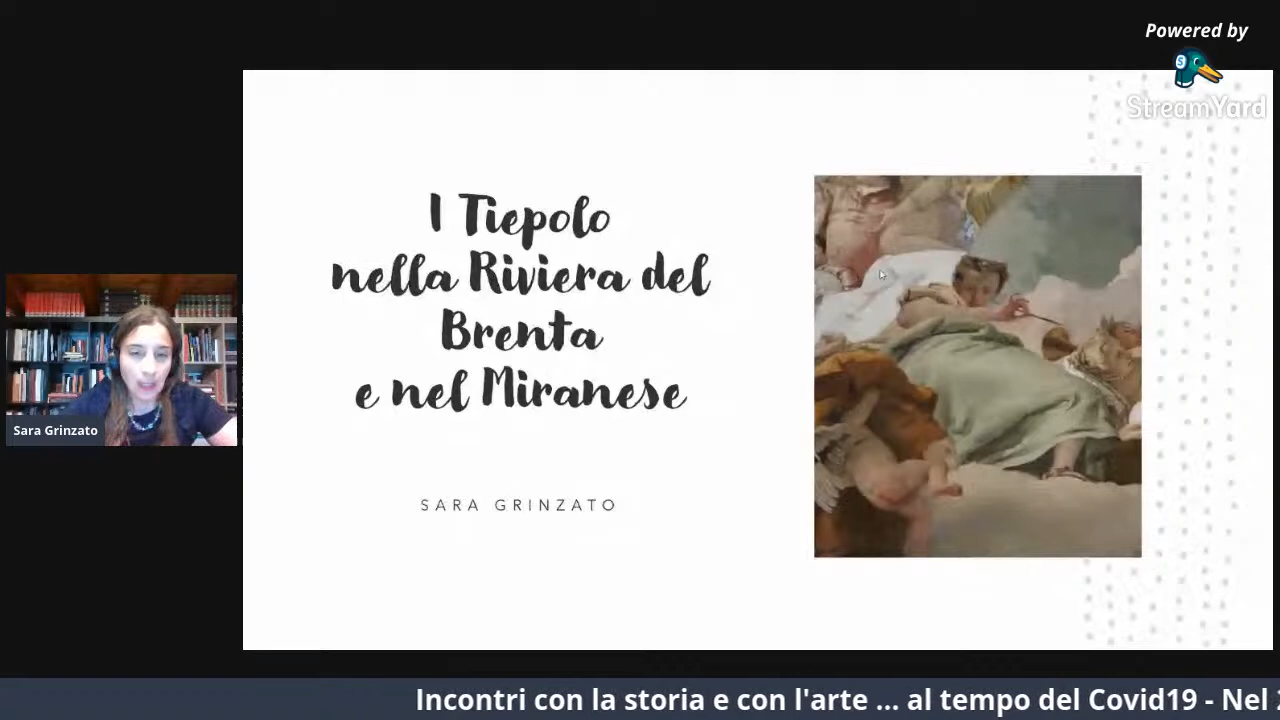 Powered by
StreamYard
I Tiepolo
nella Riviera del
Brenta
e nel Miranese
SARA GRINZATO
Sara Grinzato
Incontri con la storia e con l'arte ... al tempo del Covid19 - Nel